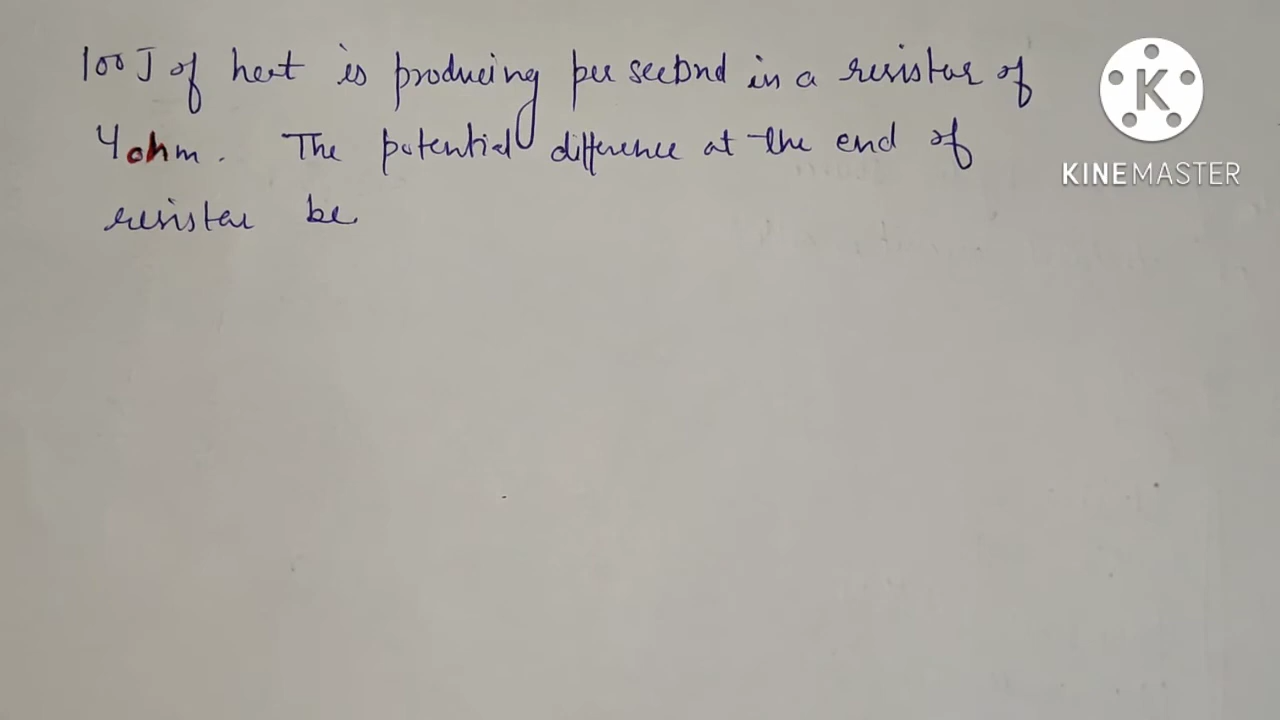 100 J of heat is producing per second in a resistor of
4 ohm. The potential difference at the end of
resistor be
K
KINEMASTER